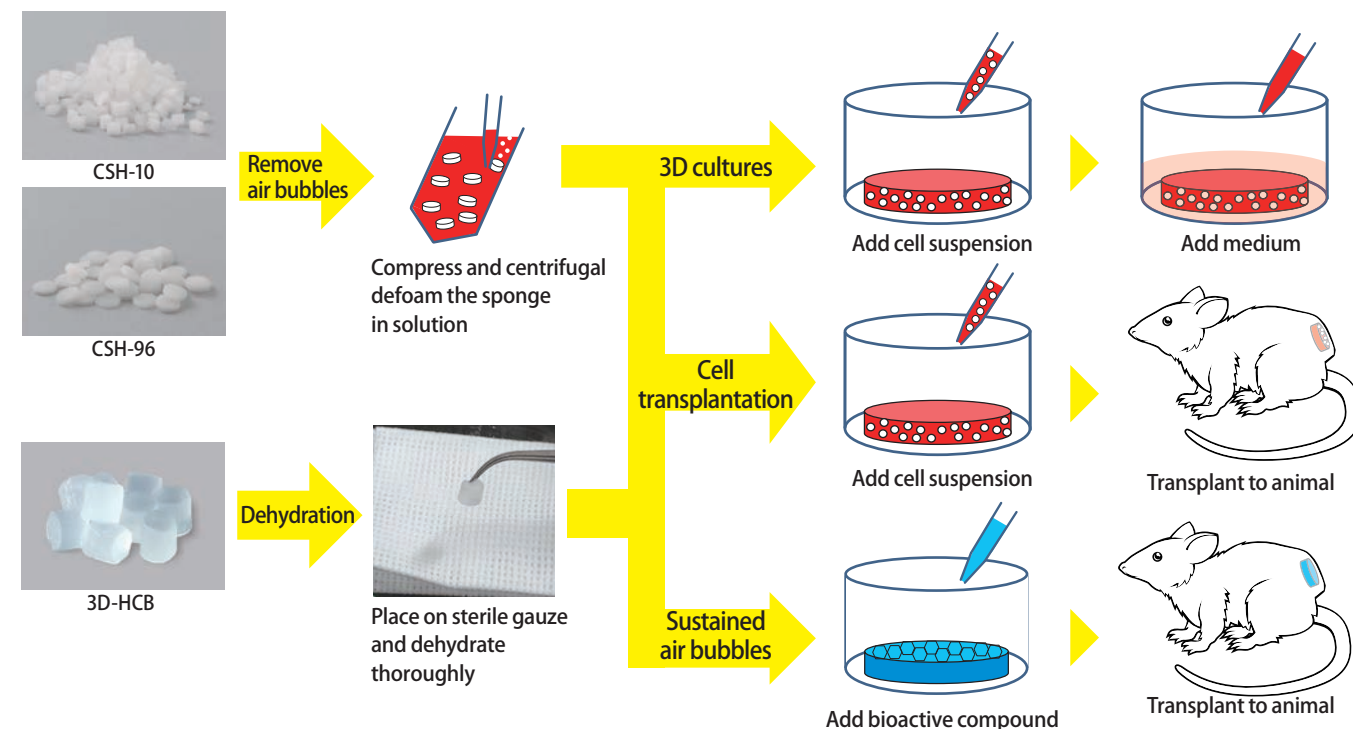 CSH-10
CSH-96
Remove
air bubbles
Compress and centrifugal
defoam the sponge
in solution
3D-HCB
Dehydration
Place on sterile gauze
and dehydrate
thoroughly
3D cultures
Add cell suspension
Add medium
Cell
transplantation
Add cell suspension
Transplant to animal
Sustained
air bubbles
Add bioactive compound
Transplant to animal